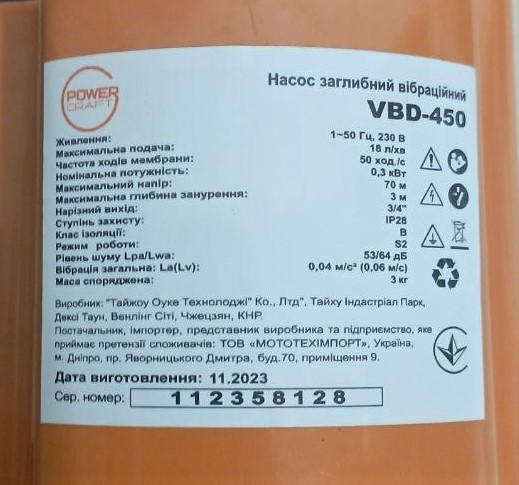 POWER
CRAFT
Насос заглибний вібраційний
VBD-450
Живлення: 1~50 Гц, 230 В
Максимальна подача: 18 л/хв
Частота ходів мембрани: 50 ход./с
Номінальна потужність: 0,3 кВт
Максимальний напір: 70 м
Максимальна глибина занурення: 3 м
Нарізний вихід: 3/4"
Ступінь захисту: IP28
Клас ізоляції: B
Режим роботи: S2
Рівень шуму Lpa/Lwa: 53/64 дБ
Вібрація загальна: La(Lv): 0,04 м/с² (0,06 м/с)
Маса споряджена: 3 кг
Виробник: "Тайжоу Оуке Технолоджі" Ко., Лтд", Тайху Індастріал Парк,
Дексі Таун, Венлінг Сіті, Чжецзян, КНР.
Постачальник, імпортер, представник виробника та підприємство, яке
приймає претензії споживачів: ТОВ «МОТОТЕХІМПОРТ», Україна,
м. Дніпро, пр. Яворницького Дмитра, буд.70, приміщення 9.
Дата виготовлення: 11.2023
Сер. номер: 112358128